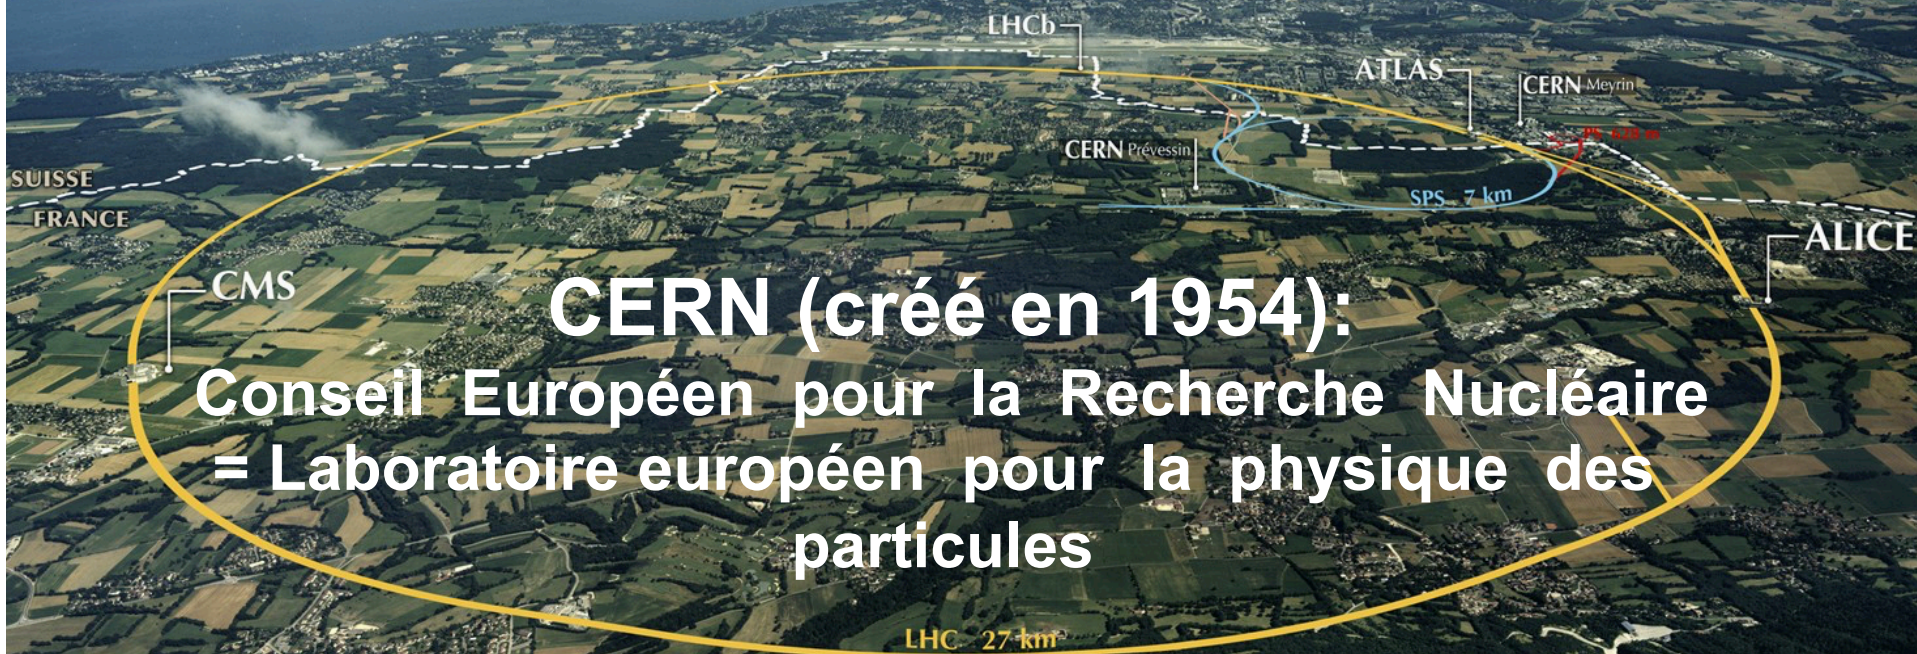 LHCb
ATLAS
CERN Meyrin
PS 628 m
CERN Prévessin
SUISSE
FRANCE
SPS 7 km
ALICE
CMS
CERN (créé en 1954):
Conseil Européen pour la Recherche Nucléaire
= Laboratoire européen pour la physique des
particules
LHC 27 km